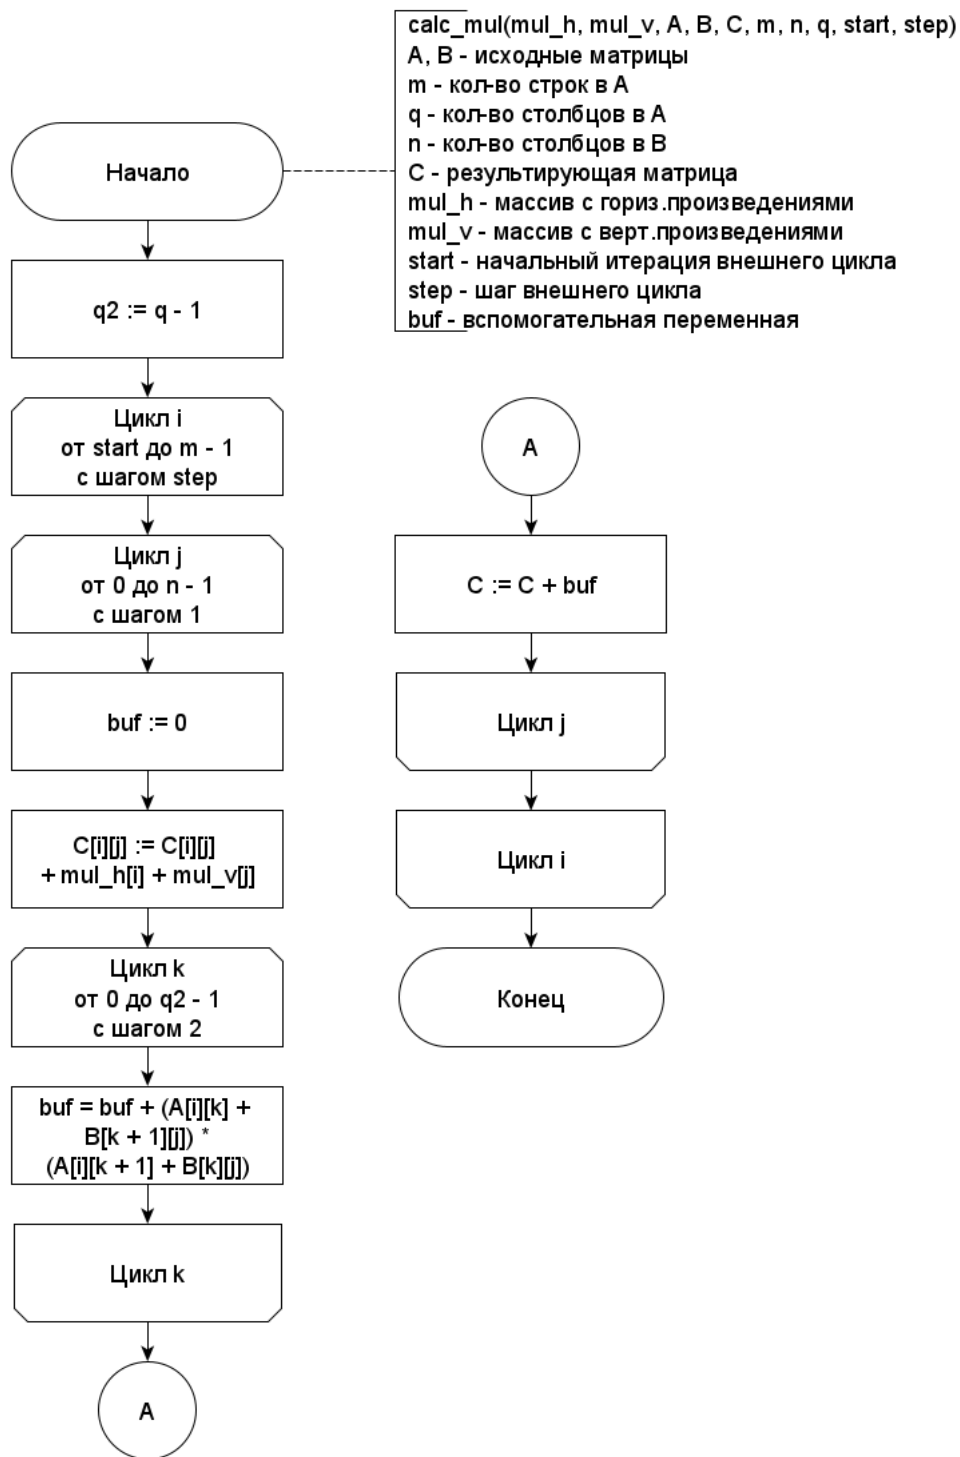 calc_mul(mul_h, mul_v, A, B, C, m, n, q, start, step)
A, B - исходные матрицы
m - кол-во строк в A
q - кол-во столбцов в A
n - кол-во столбцов в B
C - результирующая матрица
mul_h - массив с гориз.произведениями
mul_v - массив с верт.произведениями
start - начальный итерация внешнего цикла
step - шаг внешнего цикла
buf - вспомогательная переменная
Начало
q2 := q - 1
Цикл i
от start до m - 1
с шагом step
Цикл j
от 0 до n - 1
с шагом 1
buf := 0
C[i][j] := C[i][j]
+ mul_h[i] + mul_v[j]
Цикл k
от 0 до q2 - 1
с шагом 2
buf = buf + (A[i][k] +
B[k + 1][j]) *
(A[i][k + 1] + B[k][j])
Цикл k
A
A
C := C + buf
Цикл j
Цикл i
Конец